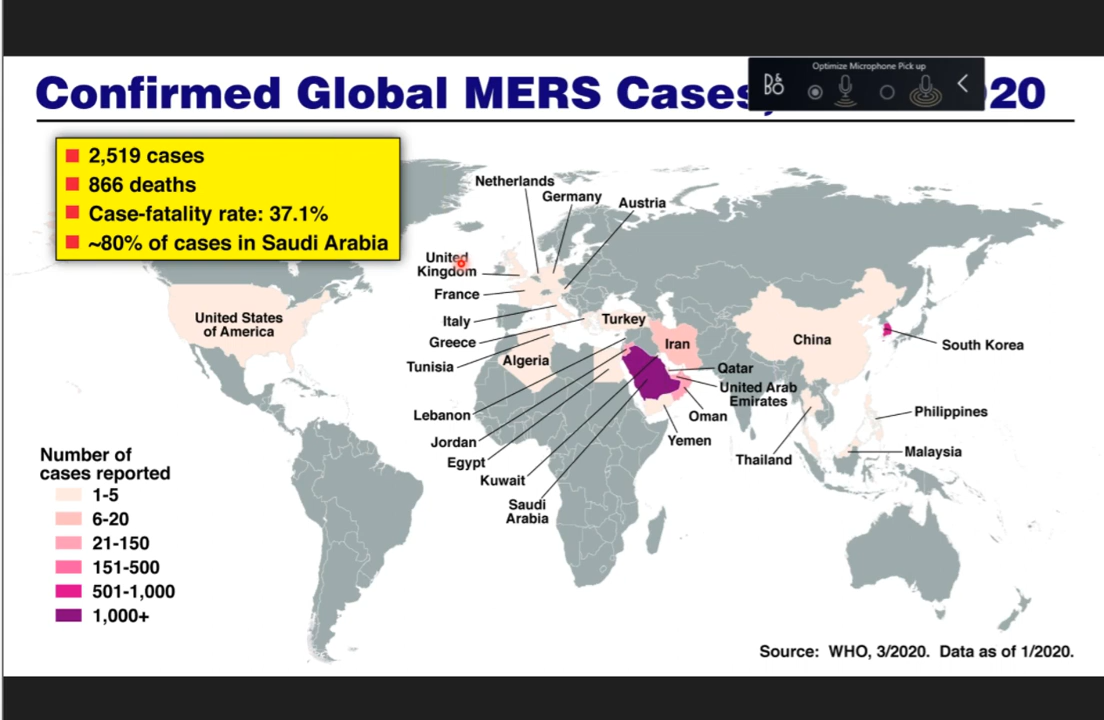 Confirmed Global MERS Cases, 20
Optimize Microphone Pick up
B&O
2,519 cases
866 deaths
Case-fatality rate: 37.1%
~80% of cases in Saudi Arabia
Netherlands
Germany
Austria
United
Kingdom
France
Italy
Greece
Tunisia
Turkey
Algeria
Iran
United States
of America
China
South Korea
Qatar
United Arab
Emirates
Oman
Yemen
Lebanon
Jordan
Egypt
Kuwait
Saudi
Arabia
Philippines
Malaysia
Thailand
Number of
cases reported
1-5
6-20
21-150
151-500
501-1,000
1,000+
Source: WHO, 3/2020. Data as of 1/2020.